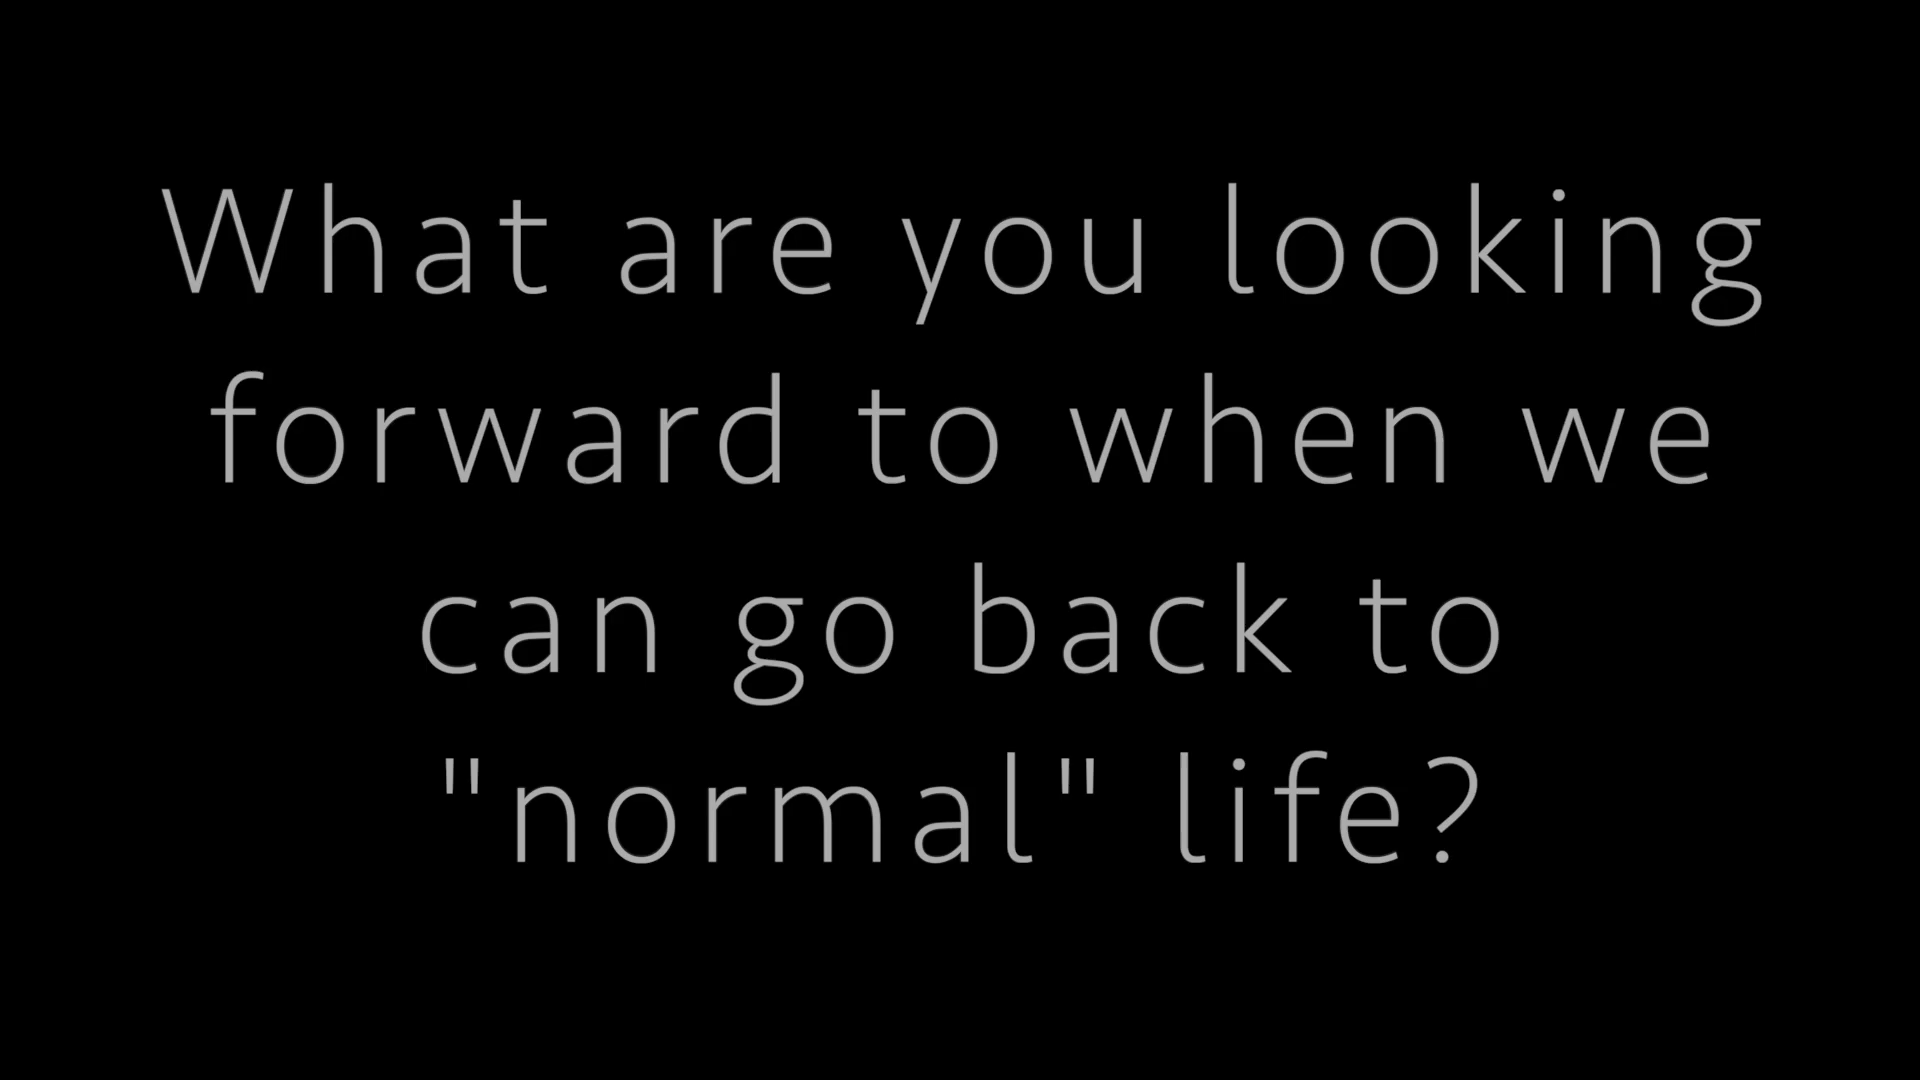 What are you looking
forward to when we
can go back to
"normal" life?